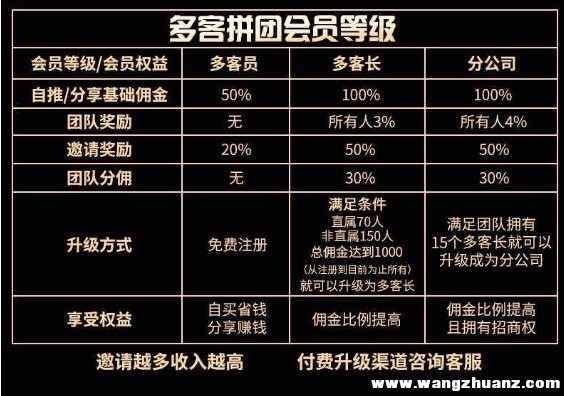 多客拼团会员等级
会员等级/会员权益 多客员 多客长 分公司
自推/分享基础佣金 50% 100% 100%
团队奖励 无 所有人3% 所有人4%
邀请奖励 20% 50% 50%
团队分佣 无 30% 30%
升级方式 免费注册
满足条件
直属70人
非直属150人
总佣金达到1000
(从注册到目前为止所有)
就可以升级为多客长
满足团队拥有
15个多客长就可以
升级成为分公司
享受权益
自买省钱
分享赚钱
佣金比例提高
佣金比例提高
且拥有招商权
邀请越多收入越高 付费升级渠道咨询客服
www.wangzhuanz.com